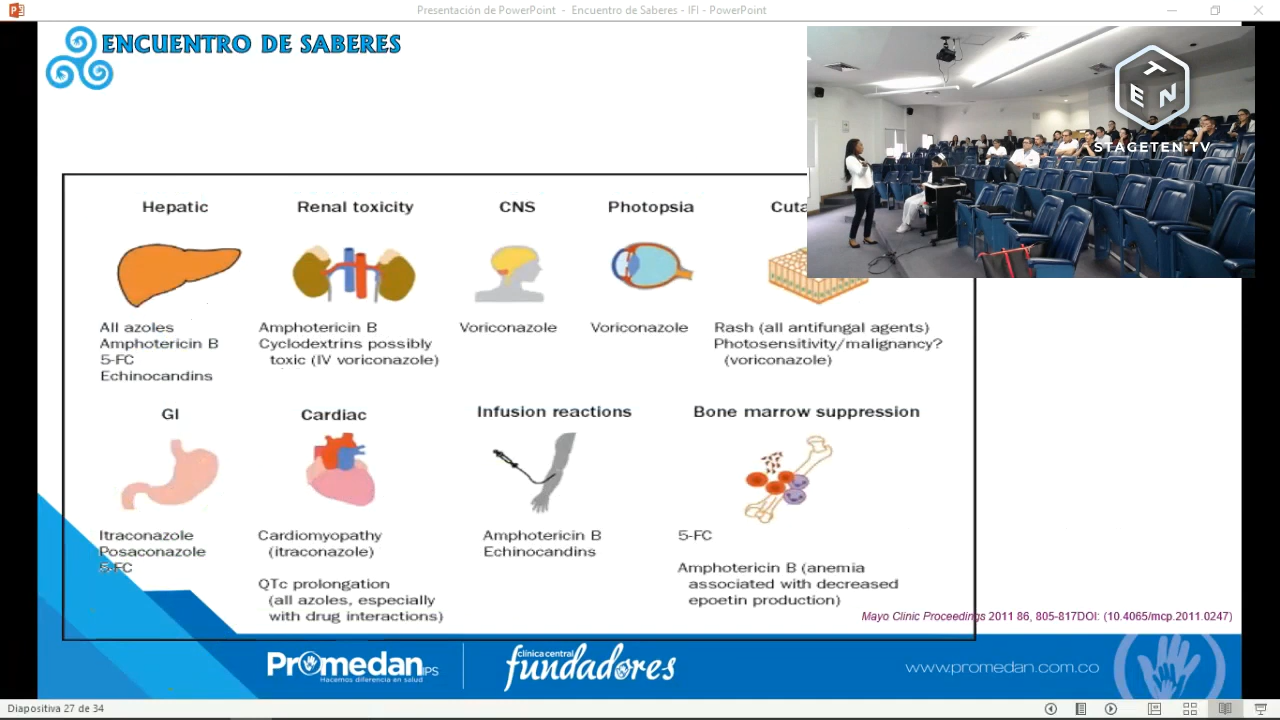 Presentación de PowerPoint - Encuentro de Saberes - IFI - PowerPoint
ENCUENTRO DE SABERES
TEN
STAGETEN.TV
Hepatic
Renal toxicity
CNS
Photopsia
All azoles
Amphotericin B
5-FC
Echinocandins
Amphotericin B
Cyclodextrins possibly
toxic (IV voriconazole)
Voriconazole
Voriconazole
Rash (all antifungal agents)
Photosensitivity/malignancy?
(voriconazole)
GI
Cardiac
Infusion reactions
Bone marrow suppression
Itraconazole
Posaconazole
5-FC
Cardiomyopathy
(itraconazole)
QTc prolongation
(all azoles, especially
with drug interactions)
Amphotericin B
Echinocandins
5-FC
Amphotericin B (anemia
associated with decreased
epoetin production)
Mayo Clinic Proceedings 2011 86, 805-817DOI: (10.4065/mcp.2011.0247)
Promedan IPS
Hacemos diferencia en salud
clínica central
fundadores
www.promedan.com.co
Diapositiva 27 de 34